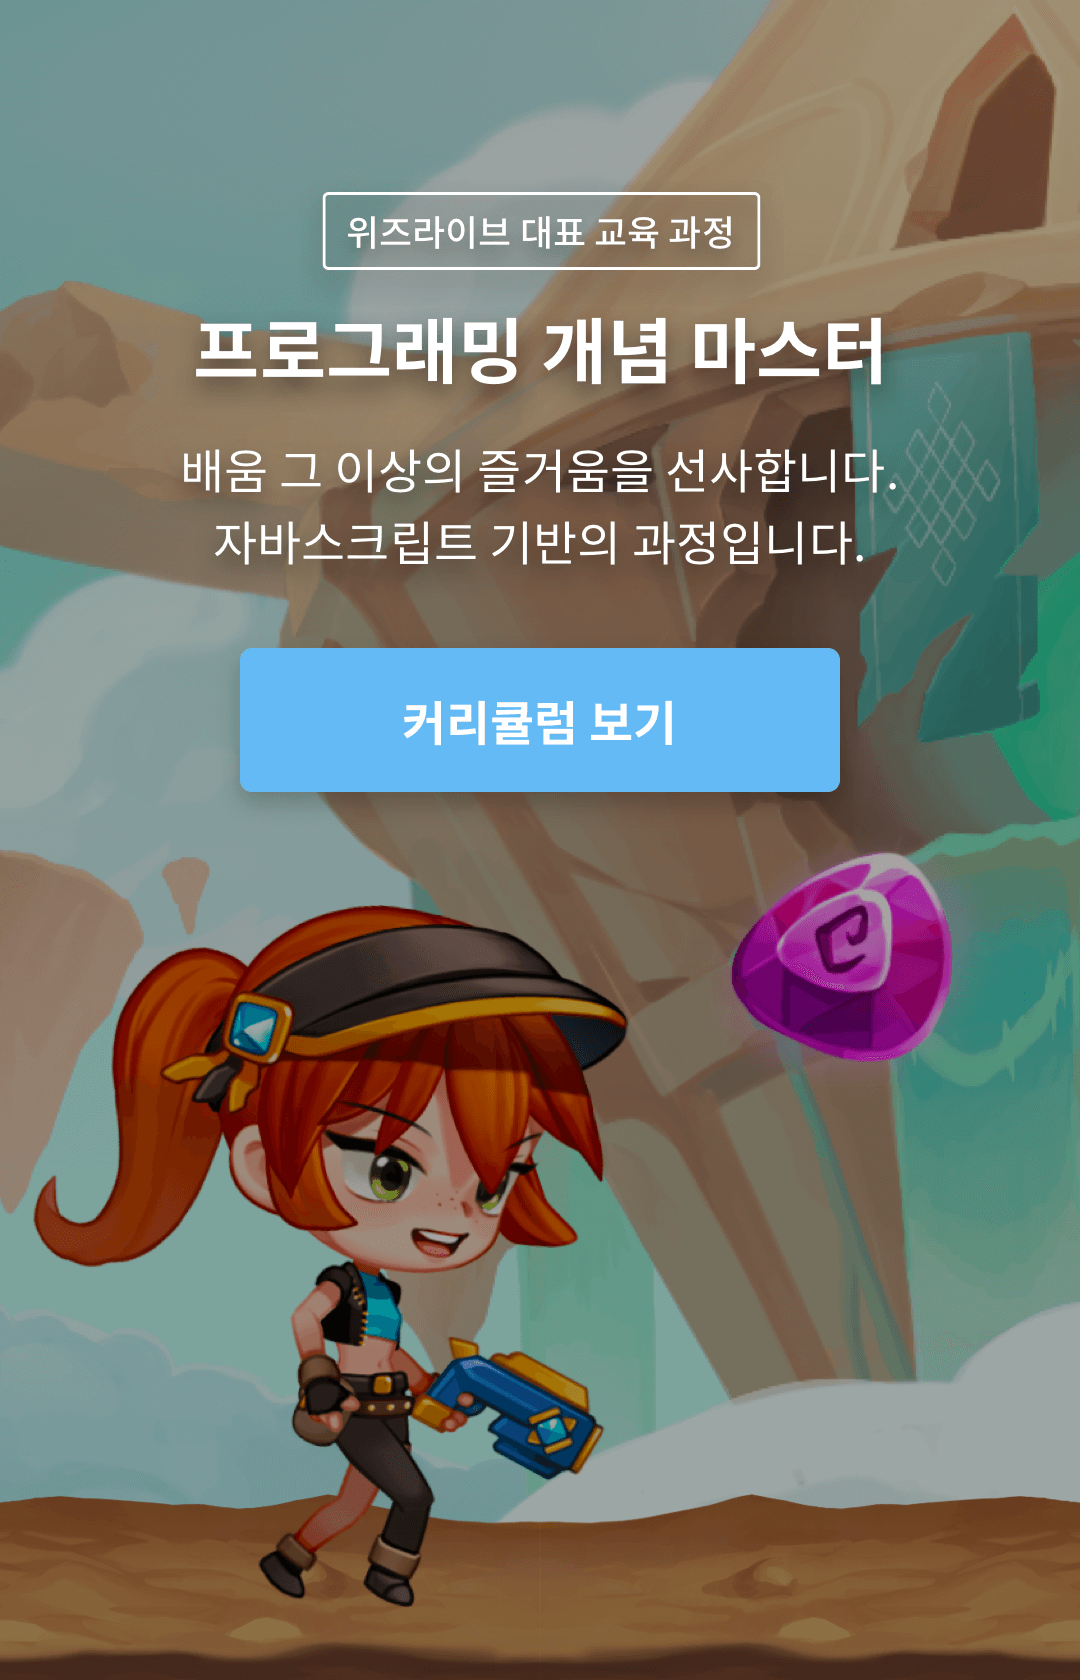 위즈라이브 대표 교육 과정
프로그래밍 개념 마스터
배움 그 이상의 즐거움을 선사합니다.
자바스크립트 기반의 과정입니다.
커리큘럼 보기